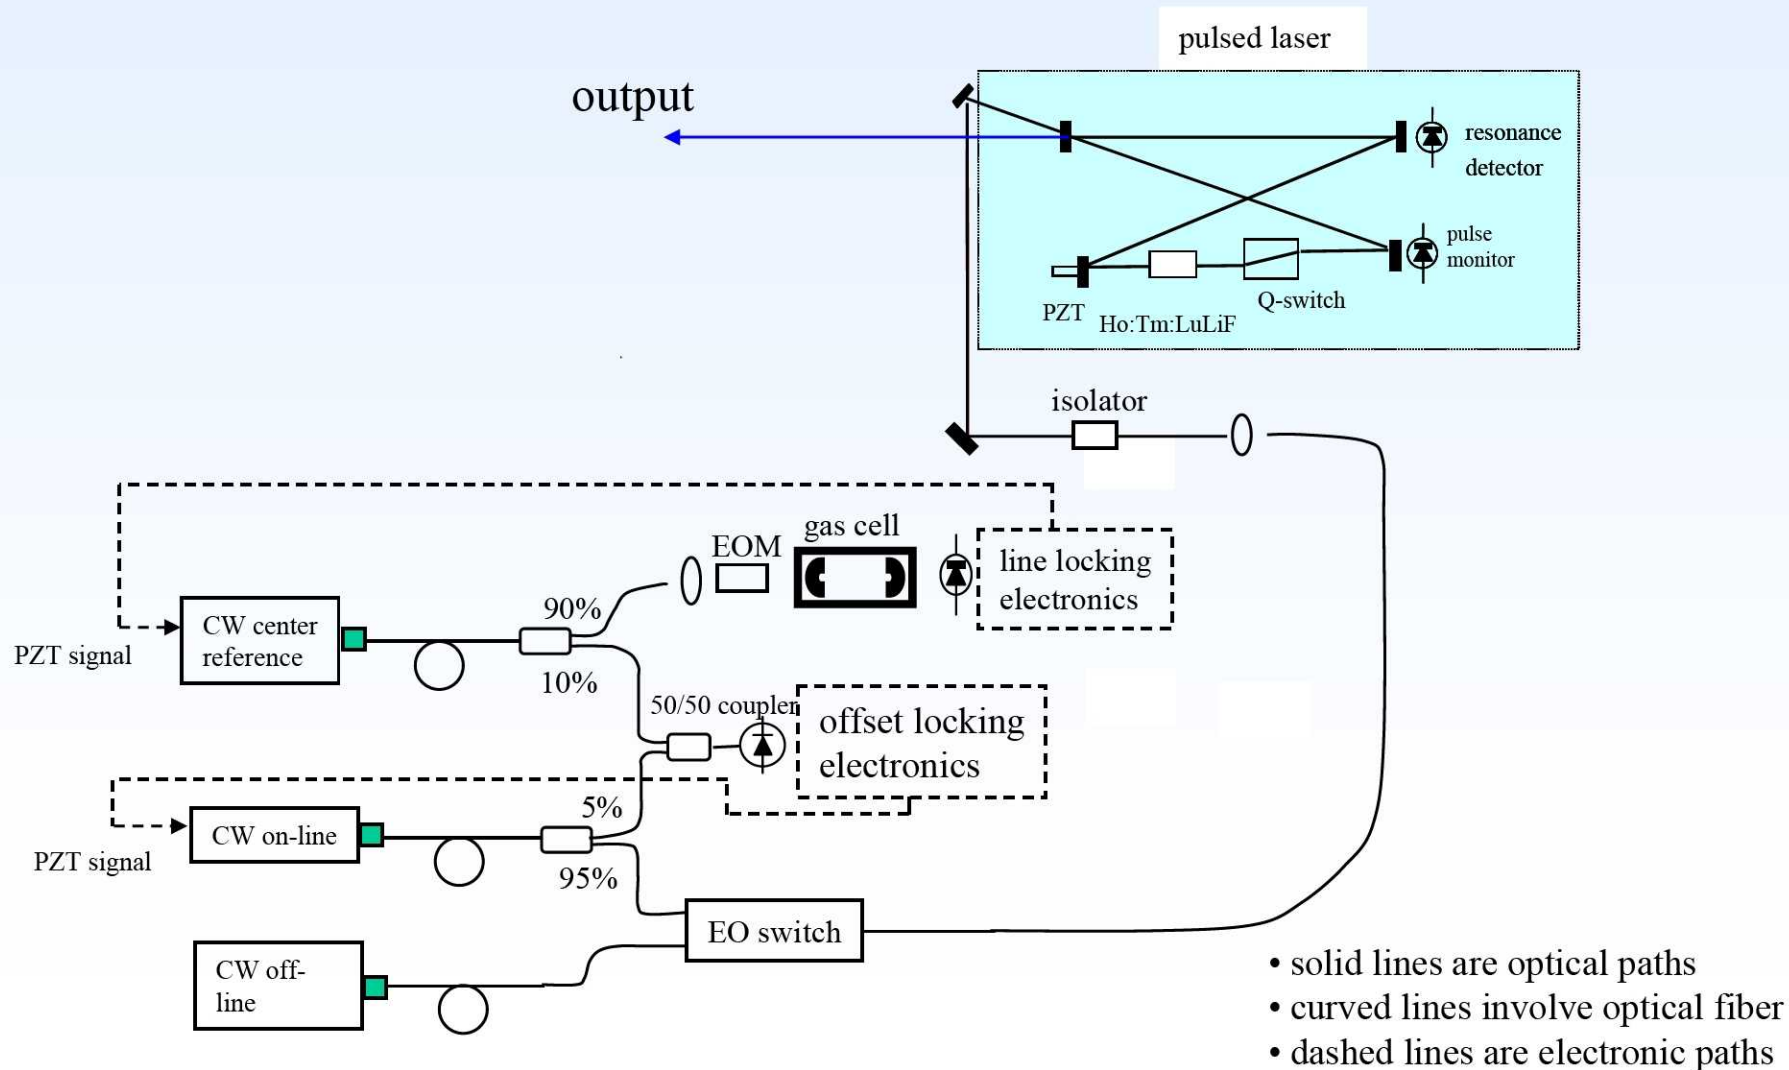 pulsed laser
output
resonance
detector
pulse
monitor
Q-switch
PZT
Ho:Tm:LuLiF
isolator
gas cell
EOM
line locking
electronics
90%
CW center
reference
PZT signal
10%
50/50 coupler
offset locking
electronics
5%
CW on-line
PZT signal
95%
EO switch
CW off-
line
• solid lines are optical paths
• curved lines involve optical fiber
• dashed lines are electronic paths